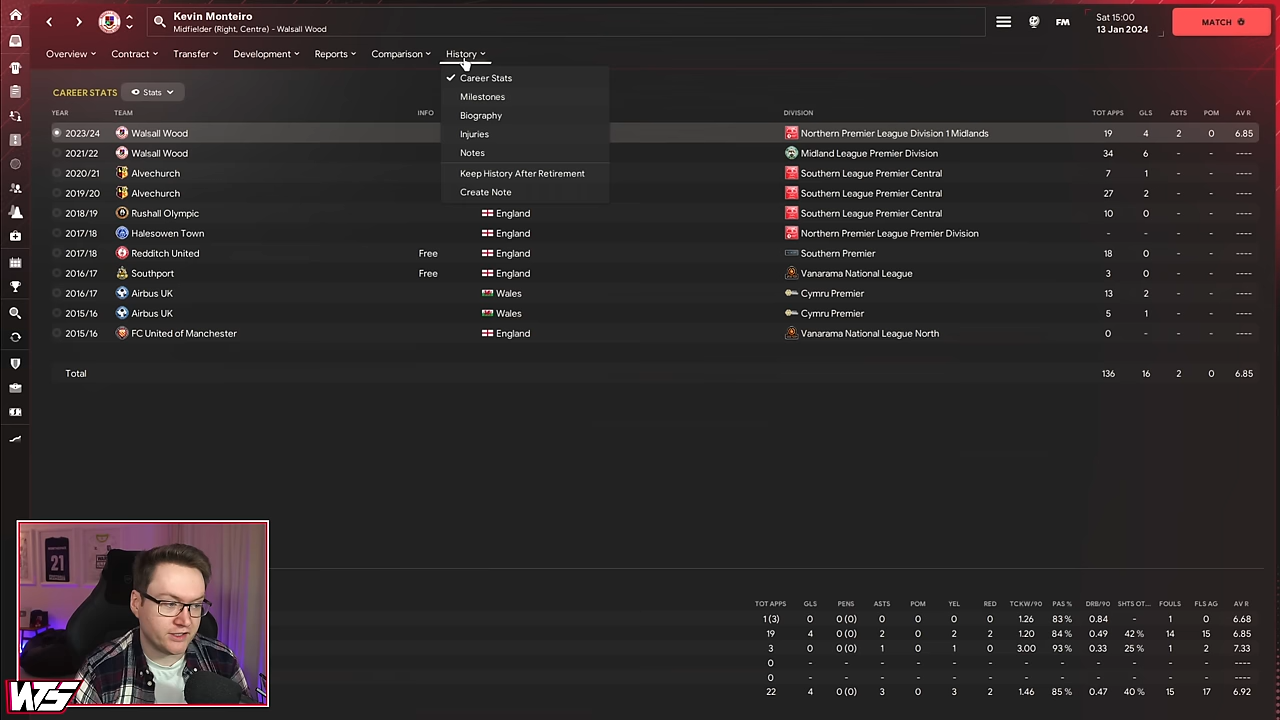 Kevin Monteiro
Midfielder (Right, Centre) - Walsall Wood
FM
Sat 15:00
13 Jan 2024
MATCH
Overview Contract Transfer Development Reports Comparison History
Career Stats
Milestones
Biography
Injuries
Notes
Keep History After Retirement
Create Note
CAREER STATS Stats
YEAR TEAM INFO DIVISION TOT APPS GLS ASTS POM AV R
2023/24 Walsall Wood Northern Premier League Division 1 Midlands 19 4 2 0 6.85
2021/22 Walsall Wood Midland League Premier Division 34 6 - - ----
2020/21 Alvechurch Southern League Premier Central 7 1 - - ----
2019/20 Alvechurch Southern League Premier Central 27 2 - - ----
2018/19 Rushall Olympic England Southern League Premier Central 10 0 - - ----
2017/18 Halesowen Town England Northern Premier League Premier Division - - - - ----
2017/18 Redditch United Free England Southern Premier 18 0 - - ----
2016/17 Southport Free England Vanarama National League 3 0 - - ----
2016/17 Airbus UK Wales Cymru Premier 13 2 - - ----
2015/16 Airbus UK Wales Cymru Premier 5 1 - - ----
2015/16 FC United of Manchester England Vanarama National League North 0 - - - ----
Total 136 16 2 0 6.85
TOT APPS GLS PENS ASTS POM YEL RED TCKW/90 PAS % DRB/90 SHTS OT... FOULS FLS AG AV R
1 (3) 0 0 (0) 0 0 0 0 1.26 83 % 0.84 - 1 0 6.68
19 4 0 (0) 2 0 2 2 1.20 84 % 0.49 42 % 14 15 6.85
3 0 0 (0) 1 0 1 0 3.00 93 % 0.33 25 % 1 2 7.33
0 - - - - - - - - - - - - ----
0 - - - - - - - - - - - - ----
4 0 (0) 3 0 3 2 1.46 85 % 0.47 40 % 15 17 6.92
21
WTS